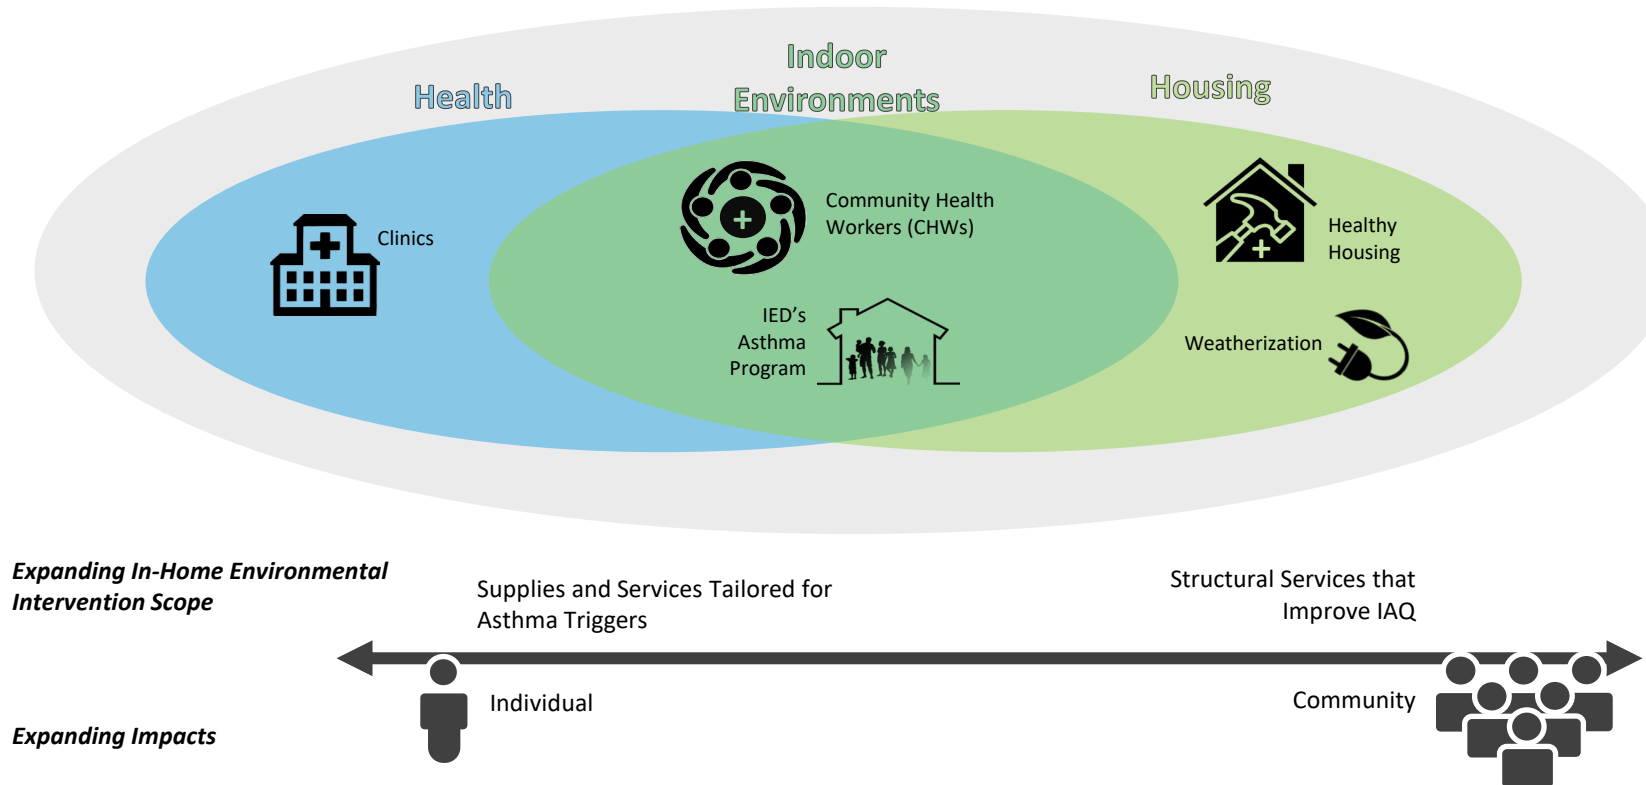 Indoor
Environments
Health
Housing
Clinics
Community Health
Workers (CHWs)
IED’s
Asthma
Program
Healthy
Housing
Weatherization
Expanding In-Home Environmental
Intervention Scope
Supplies and Services Tailored for
Asthma Triggers
Structural Services that
Improve IAQ
Individual
Community
Expanding Impacts